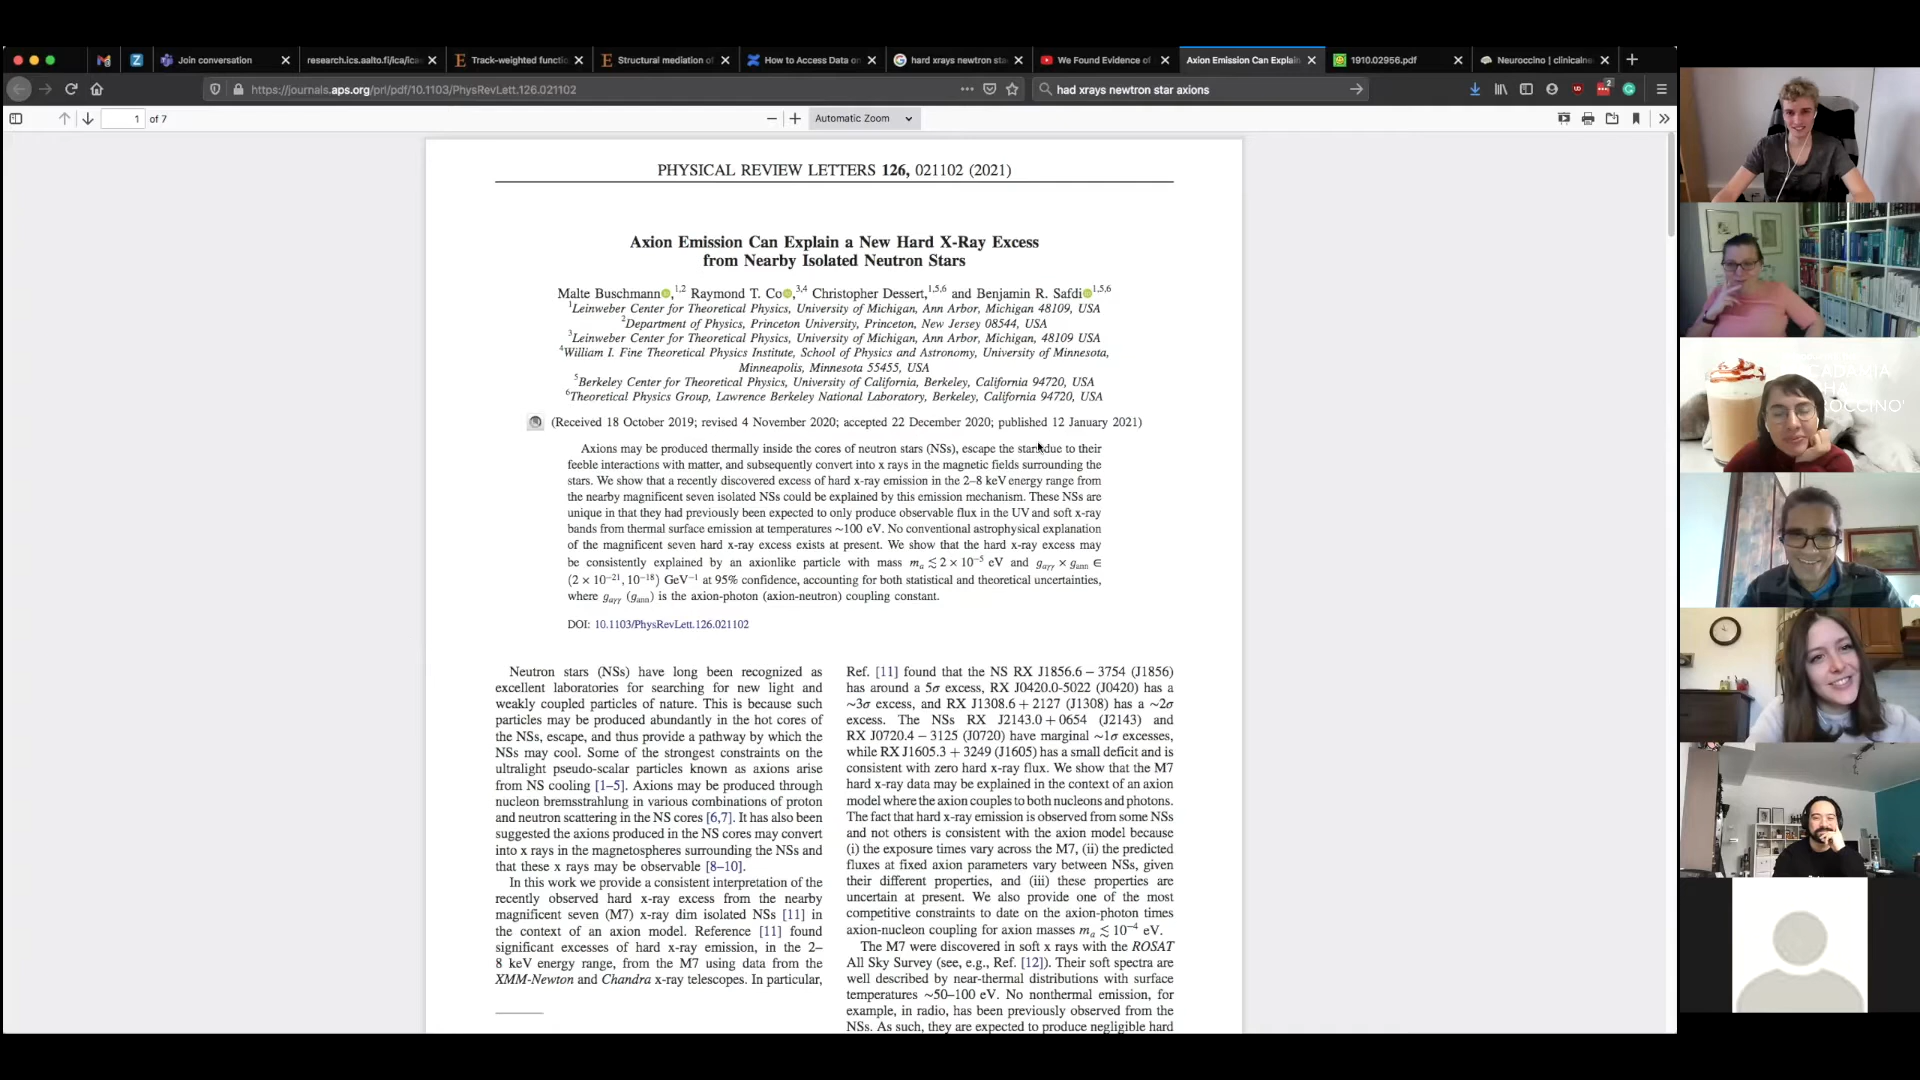 Join conversation
research.ics.aalto.fi/ica/ica
Track-weighted functio
Structural mediation of
How to Access Data on
hard xrays newtron sta
We Found Evidence of
Axion Emission Can Explain
1910.02956.pdf
Neuroccino | clinicalne
https://journals.aps.org/prl/pdf/10.1103/PhysRevLett.126.021102
had xrays newtron star axions
1 of 7
Automatic Zoom
PHYSICAL REVIEW LETTERS 126, 021102 (2021)
Axion Emission Can Explain a New Hard X-Ray Excess
from Nearby Isolated Neutron Stars
Malte Buschmann,1,2 Raymond T. Co,3,4 Christopher Dessert,1,5,6 and Benjamin R. Safdi1,5,6
1Leinweber Center for Theoretical Physics, University of Michigan, Ann Arbor, Michigan 48109, USA
2Department of Physics, Princeton University, Princeton, New Jersey 08544, USA
3Leinweber Center for Theoretical Physics, University of Michigan, Ann Arbor, Michigan, 48109 USA
4William I. Fine Theoretical Physics Institute, School of Physics and Astronomy, University of Minnesota,
Minneapolis, Minnesota 55455, USA
5Berkeley Center for Theoretical Physics, University of California, Berkeley, California 94720, USA
6Theoretical Physics Group, Lawrence Berkeley National Laboratory, Berkeley, California 94720, USA
(Received 18 October 2019; revised 4 November 2020; accepted 22 December 2020; published 12 January 2021)
Axions may be produced thermally inside the cores of neutron stars (NSs), escape the stars due to their
feeble interactions with matter, and subsequently convert into x rays in the magnetic fields surrounding the
stars. We show that a recently discovered excess of hard x-ray emission in the 2–8 keV energy range from
the nearby magnificent seven isolated NSs could be explained by this emission mechanism. These NSs are
unique in that they had previously been expected to only produce observable flux in the UV and soft x-ray
bands from thermal surface emission at temperatures ~100 eV. No conventional astrophysical explanation
of the magnificent seven hard x-ray excess exists at present. We show that the hard x-ray excess may
be consistently explained by an axionlike particle with mass mₐ ≲ 2 × 10⁻⁵ eV and gaγγ × gann ∈
(2 × 10⁻²¹, 10⁻¹⁸) GeV⁻¹ at 95% confidence, accounting for both statistical and theoretical uncertainties,
where gaγγ (gann) is the axion-photon (axion-neutron) coupling constant.
DOI: 10.1103/PhysRevLett.126.021102
Neutron stars (NSs) have long been recognized as
excellent laboratories for searching for new light and
weakly coupled particles of nature. This is because such
particles may be produced abundantly in the hot cores of
the NSs, escape, and thus provide a pathway by which the
NSs may cool. Some of the strongest constraints on the
ultralight pseudo-scalar particles known as axions arise
from NS cooling [1–5]. Axions may be produced through
nucleon bremsstrahlung in various combinations of proton
and neutron scattering in the NS cores [6,7]. It has also been
suggested the axions produced in the NS cores may convert
into x rays in the magnetospheres surrounding the NSs and
that these x rays may be observable [8–10].
In this work we provide a consistent interpretation of the
recently observed hard x-ray excess from the nearby
magnificent seven (M7) x-ray dim isolated NSs [11] in
the context of an axion model. Reference [11] found
significant excesses of hard x-ray emission, in the 2–
8 keV energy range, from the M7 using data from the
XMM-Newton and Chandra x-ray telescopes. In particular,
Ref. [11] found that the NS RX J1856.6 − 3754 (J1856)
has around a 5σ excess, RX J0420.0-5022 (J0420) has a
~3σ excess, and RX J1308.6 + 2127 (J1308) has a ~2σ
excess. The NSs RX J2143.0 + 0654 (J2143) and
RX J0720.4 − 3125 (J0720) have marginal ~1σ excesses,
while RX J1605.3 + 3249 (J1605) has a small deficit and is
consistent with zero hard x-ray flux. We show that the M7
hard x-ray data may be explained in the context of an axion
model where the axion couples to both nucleons and photons.
The fact that hard x-ray emission is observed from some NSs
and not others is consistent with the axion model because
(i) the exposure times vary across the M7, (ii) the predicted
fluxes at fixed axion parameters vary between NSs, given
their different properties, and (iii) these properties are
uncertain at present. We also provide one of the most
competitive constraints to date on the axion-photon times
axion-nucleon coupling for axion masses mₐ ≲ 10⁻⁴ eV.
The M7 were discovered in soft x rays with the ROSAT
All Sky Survey (see, e.g., Ref. [12]). Their soft spectra are
well described by near-thermal distributions with surface
temperatures ~50–100 eV. No nonthermal emission, for
example, in radio, has been previously observed from the
NSs. As such, they are expected to produce negligible hard